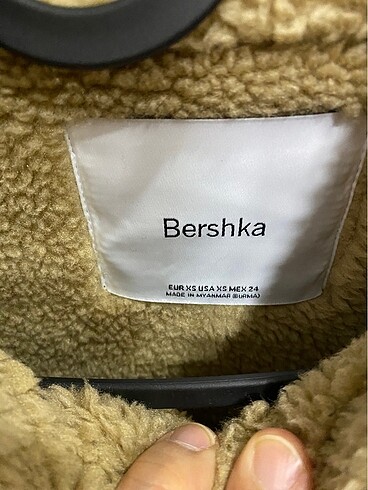 Bershka
EUR XS USA XS MEX 24
MADE IN MYANMAR (BURMA)